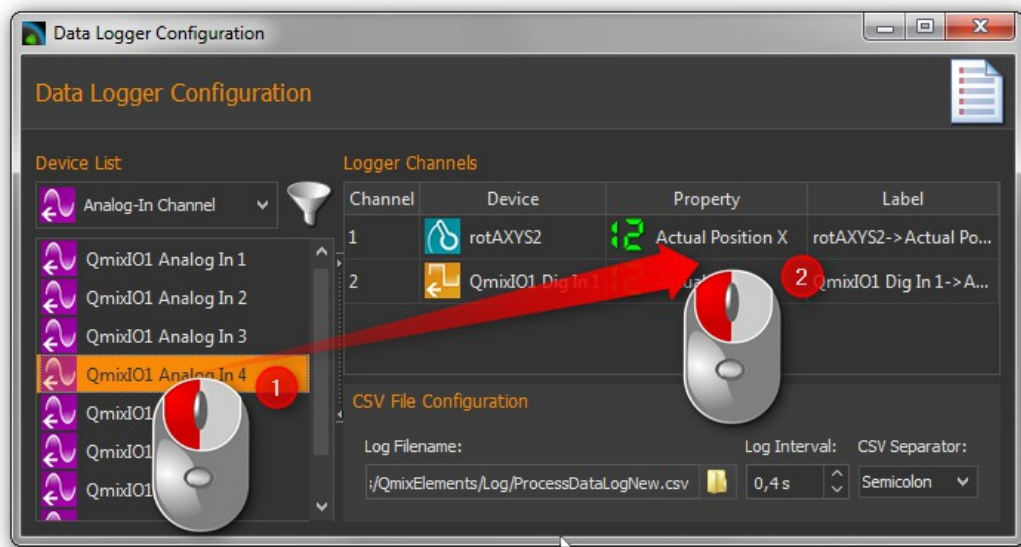 Data Logger Configuration
Data Logger Configuration
Device List
Analog-In Channel
QmixIO1 Analog In 1
QmixIO1 Analog In 2
QmixIO1 Analog In 3
QmixIO1 Analog In 4
1
QmixIO1
QmixIO1
QmixIO1
Logger Channels
Channel Device Property Label
1 rotAXYS2 12 Actual Position X rotAXYS2->Actual Po...
2 QmixIO1 Dig In 1 12 QmixIO1 Dig In 1->A...
2
CSV File Configuration
Log Filename: Log Interval: CSV Separator:
:/QmixElements/Log/ProcessDataLogNew.csv 0,4 s Semicolon